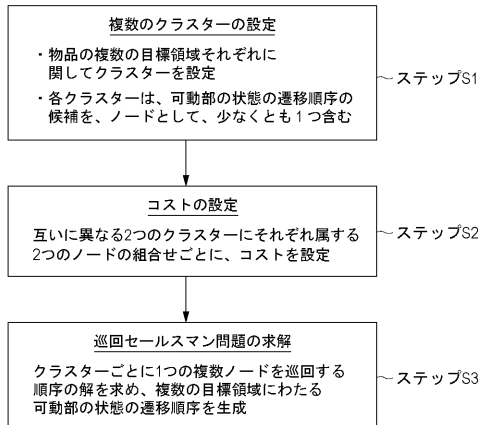 複数のクラスターの設定
・物品の複数の目標領域それぞれに
関してクラスターを設定
・各クラスターは、可動部の状態の遷移順序の
候補を、ノードとして、少なくとも1つ含む
ステップS1
コストの設定
互いに異なる2つのクラスターにそれぞれ属する
2つのノードの組合せごとに、コストを設定
ステップS2
巡回セールスマン問題の求解
クラスターごとに1つの複数ノードを巡回する
順序の解を求め、複数の目標領域にわたる
可動部の状態の遷移順序を生成
ステップS3